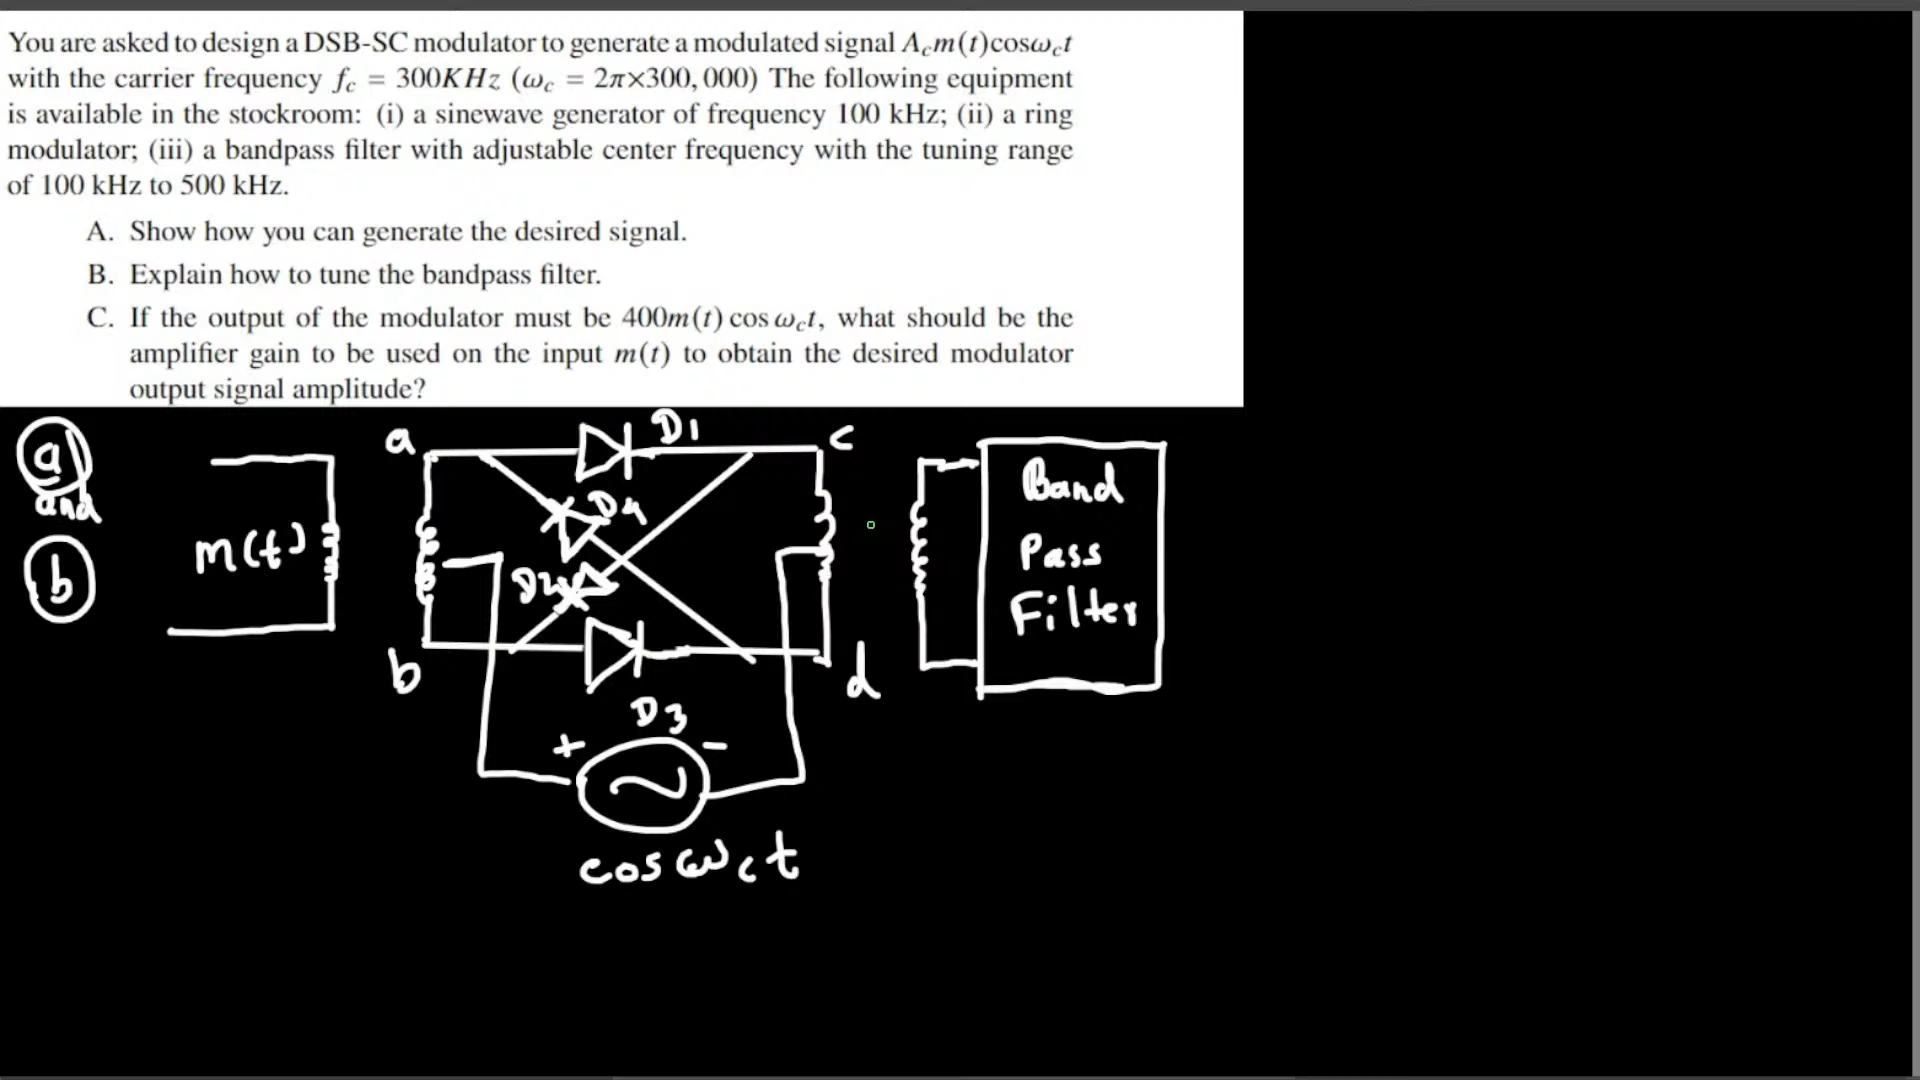 You are asked to design a DSB-SC modulator to generate a modulated signal A_c m(t)cosω_c t
with the carrier frequency f_c = 300KHz (ω_c = 2π×300,000) The following equipment
is available in the stockroom: (i) a sinewave generator of frequency 100 kHz; (ii) a ring
modulator; (iii) a bandpass filter with adjustable center frequency with the tuning range
of 100 kHz to 500 kHz.
A. Show how you can generate the desired signal.
B. Explain how to tune the bandpass filter.
C. If the output of the modulator must be 400m(t) cos ω_c t, what should be the
amplifier gain to be used on the input m(t) to obtain the desired modulator
output signal amplitude?
a
and
b
m(t)
a
D1
c
D4
D2
b
d
D3
+ -
cos ω_c t
Band
Pass
Filter